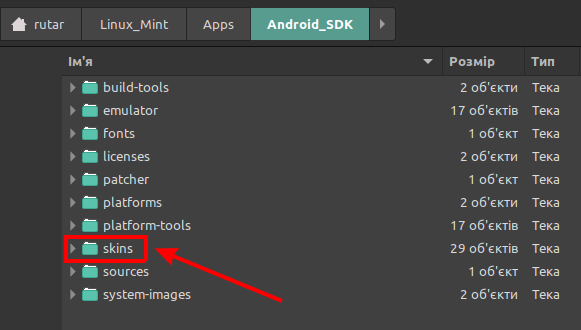 rutar Linux_Mint Apps Android_SDK
Ім'я Розмір Тип
build-tools 2 об'єкти Тека
emulator 17 об'єктів Тека
fonts 1 об'єкт Тека
licenses 2 об'єкти Тека
patcher 1 об'єкт Тека
platforms 2 об'єкти Тека
platform-tools 17 об'єктів Тека
skins 29 об'єктів Тека
sources 1 об'єкт Тека
system-images 2 об'єкти Тека